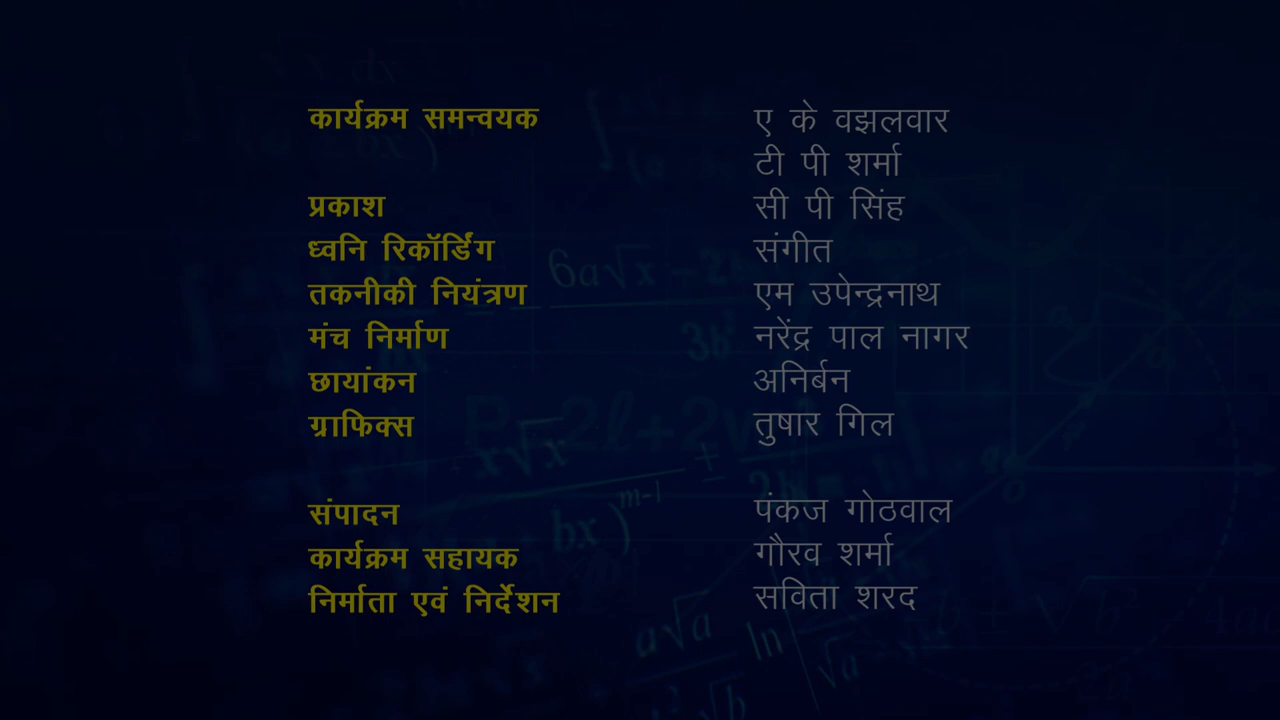 कार्यक्रम समन्वयक ए के वझलवार
टी पी शर्मा
प्रकाश सी पी सिंह
ध्वनि रिकॉर्डिंग संगीत
तकनीकी नियंत्रण एम उपेन्द्रनाथ
मंच निर्माण नरेंद्र पाल नागर
छायांकन अनिर्बन
ग्राफिक्स तुषार गिल
संपादन पंकज गोठवाल
कार्यक्रम सहायक गौरव शर्मा
निर्माता एवं निर्देशन सविता शरद